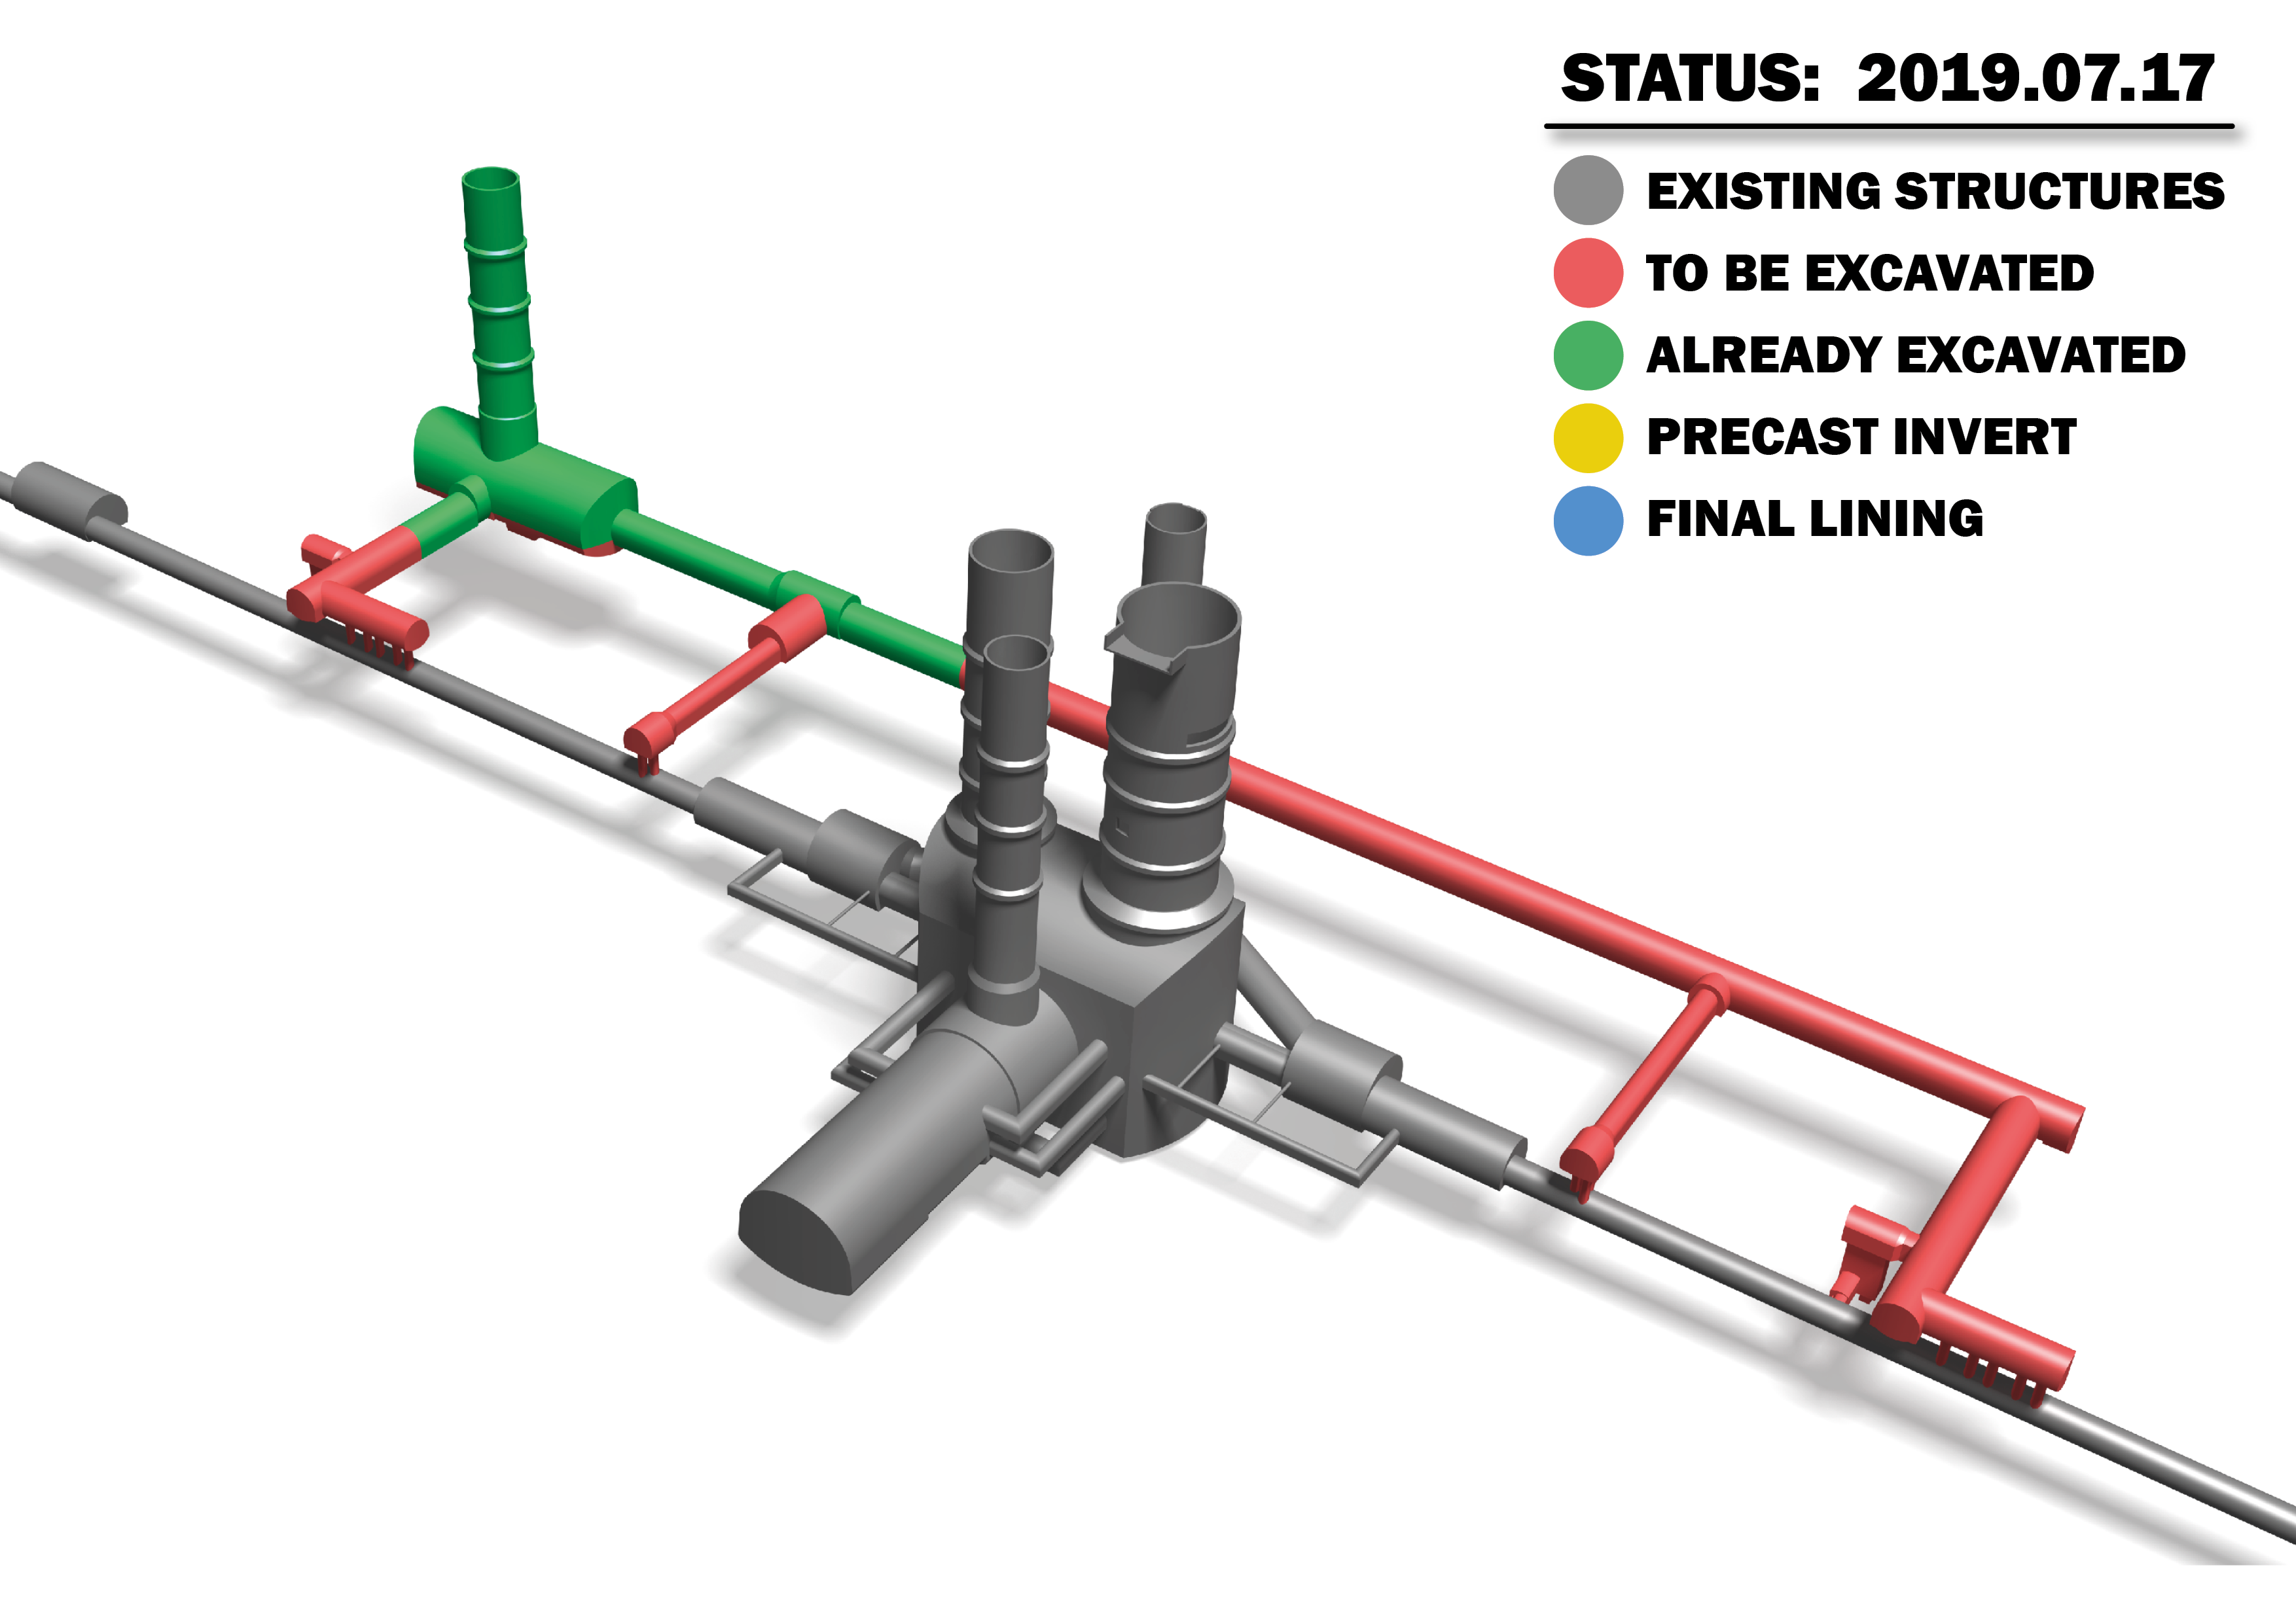 STATUS: 2019.07.17
EXISTING STRUCTURES
TO BE EXCAVATED
ALREADY EXCAVATED
PRECAST INVERT
FINAL LINING